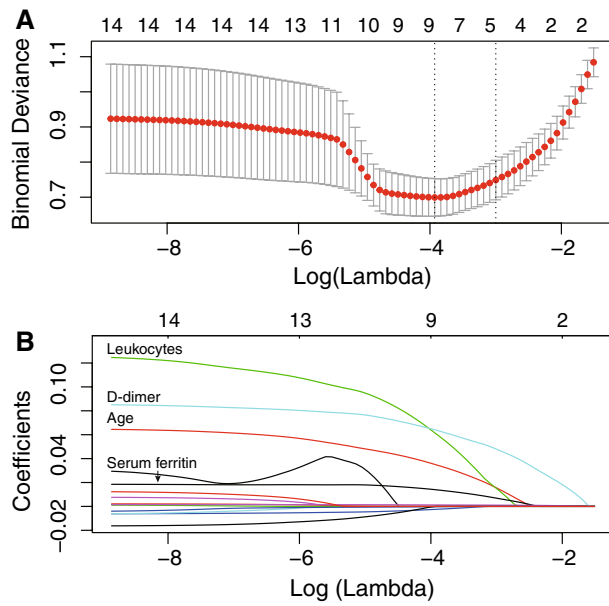 A
14 14 14 14 14 13 11 10 9 9 7 5 4 2 2
Binomial Deviance
1.1
0.9
0.7
−8 −6 −4 −2
Log(Lambda)
B
14 13 9 2
Coefficients
0.10
0.04
−0.02
Leukocytes
D-dimer
Age
Serum ferritin
−8 −6 −4 −2
Log (Lambda)